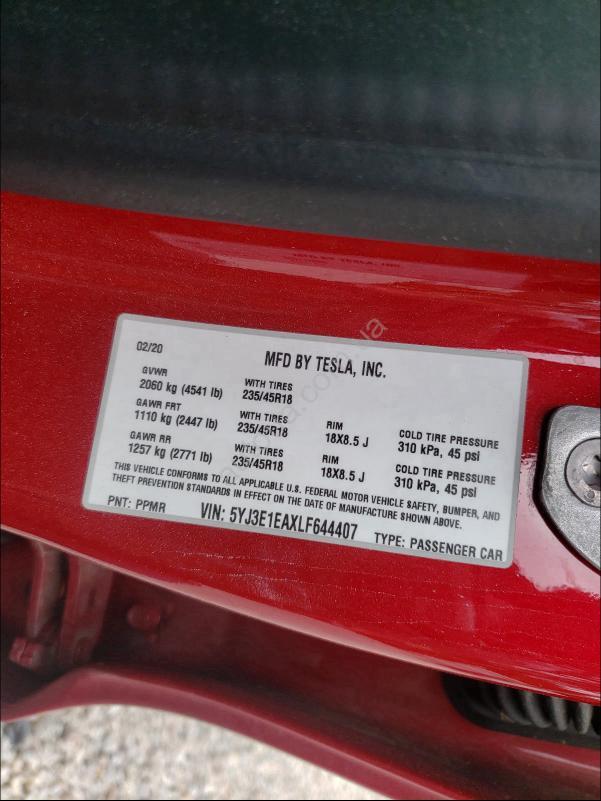 02/20
MFD BY TESLA, INC.
GVWR
2060 kg (4541 lb)
WITH TIRES
235/45R18
GAWR FRT
1110 kg (2447 lb)
WITH TIRES
235/45R18
RIM
18X8.5 J
COLD TIRE PRESSURE
310 kPa, 45 psi
GAWR RR
1257 kg (2771 lb)
WITH TIRES
235/45R18
RIM
18X8.5 J
COLD TIRE PRESSURE
310 kPa, 45 psi
THIS VEHICLE CONFORMS TO ALL APPLICABLE U.S. FEDERAL MOTOR VEHICLE SAFETY, BUMPER, AND
THEFT PREVENTION STANDARDS IN EFFECT ON THE DATE OF MANUFACTURE SHOWN ABOVE.
PNT: PPMR
VIN: 5YJ3E1EAXLF644407
TYPE: PASSENGER CAR